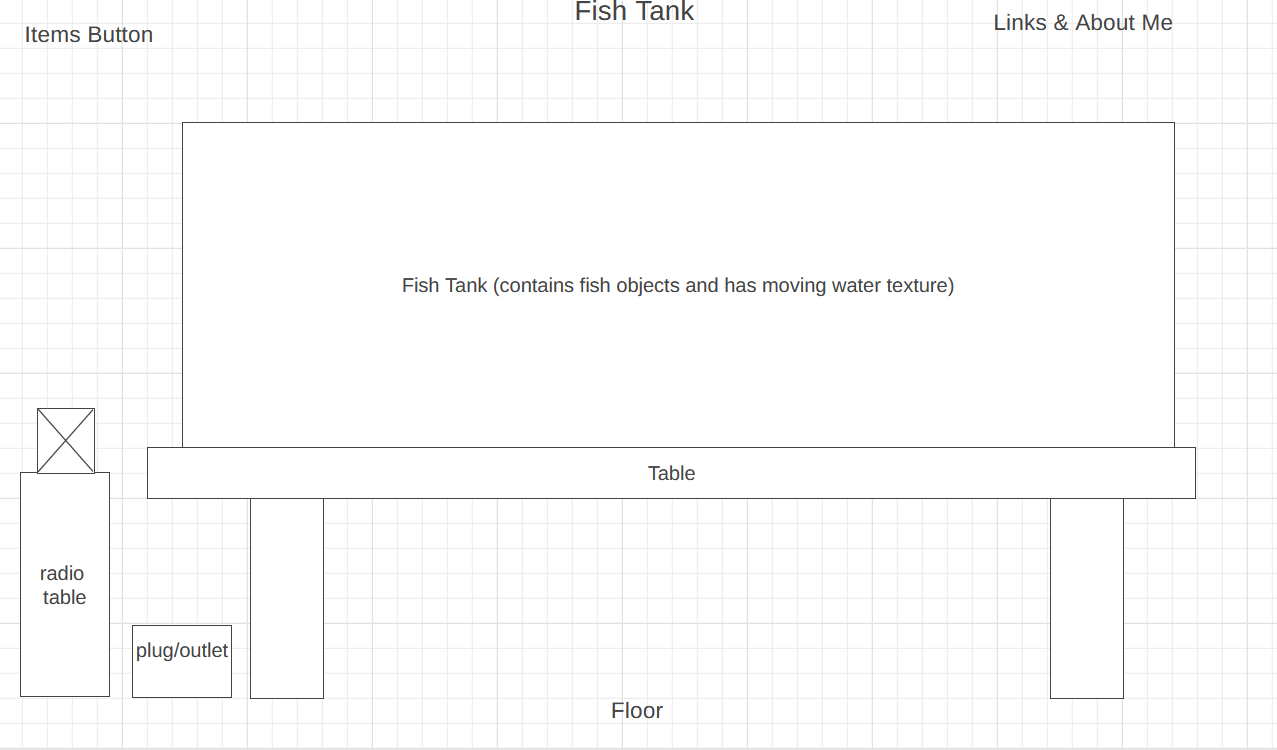 Fish Tank
Items Button
Links & About Me
Fish Tank (contains fish objects and has moving water texture)
Table
radio
table
plug/outlet
Floor